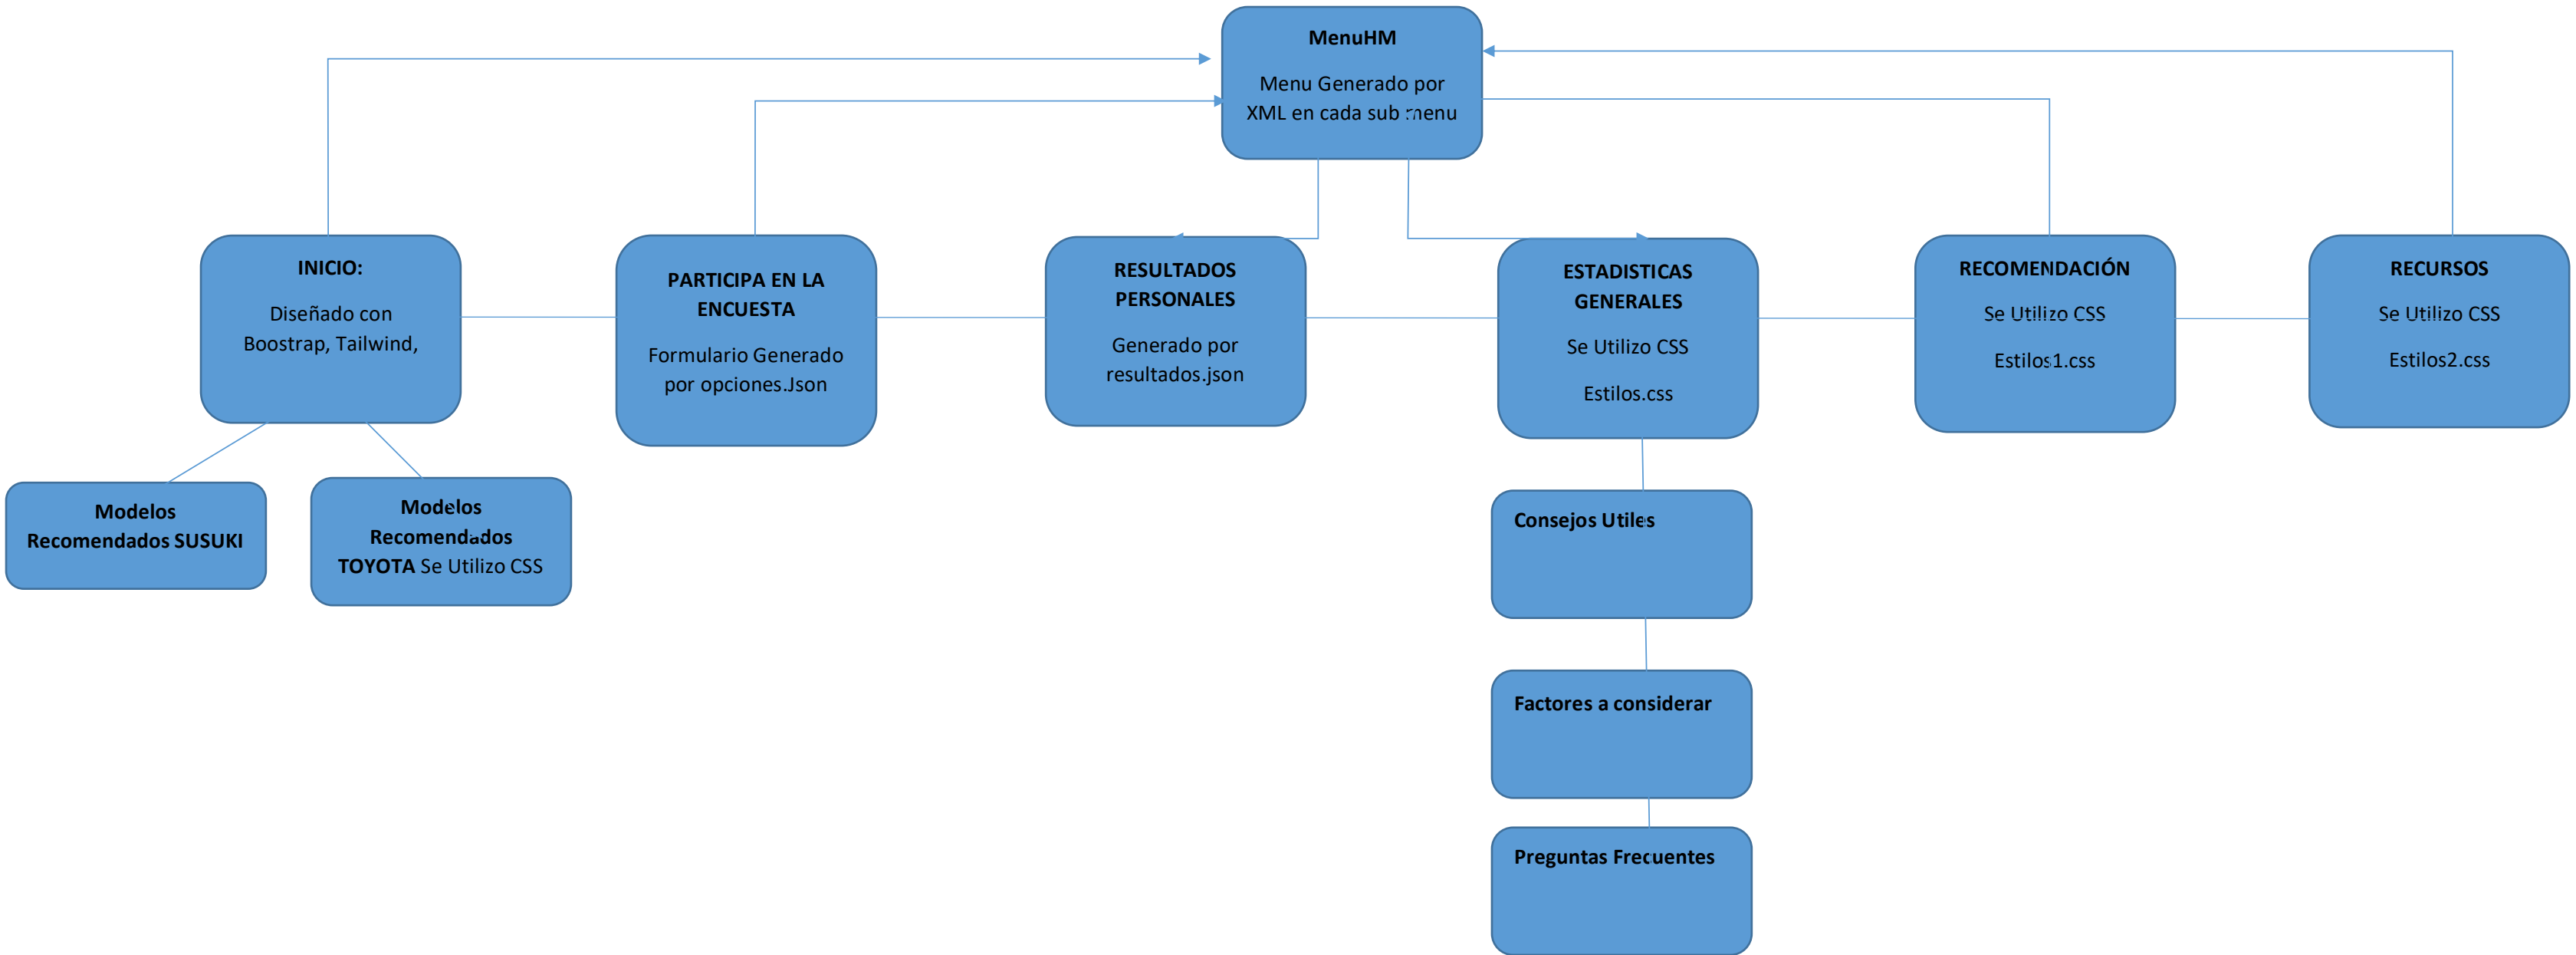 MenuHM
Menu Generado por
XML en cada sub menu
INICIO:
Diseñado con
Boostrap, Tailwind,
PARTICIPA EN LA
ENCUESTA
Formulario Generado
por opciones.Json
RESULTADOS
PERSONALES
Generado por
resultados.json
ESTADISTICAS
GENERALES
Se Utilizo CSS
Estilos.css
RECOMENDACIÓN
Se Utilizo CSS
Estilos1.css
RECURSOS
Se Utilizo CSS
Estilos2.css
Modelos
Recomendados SUSUKI
Modelos
Recomendados
TOYOTA Se Utilizo CSS
Consejos Utiles
Factores a considerar
Preguntas Frecuentes